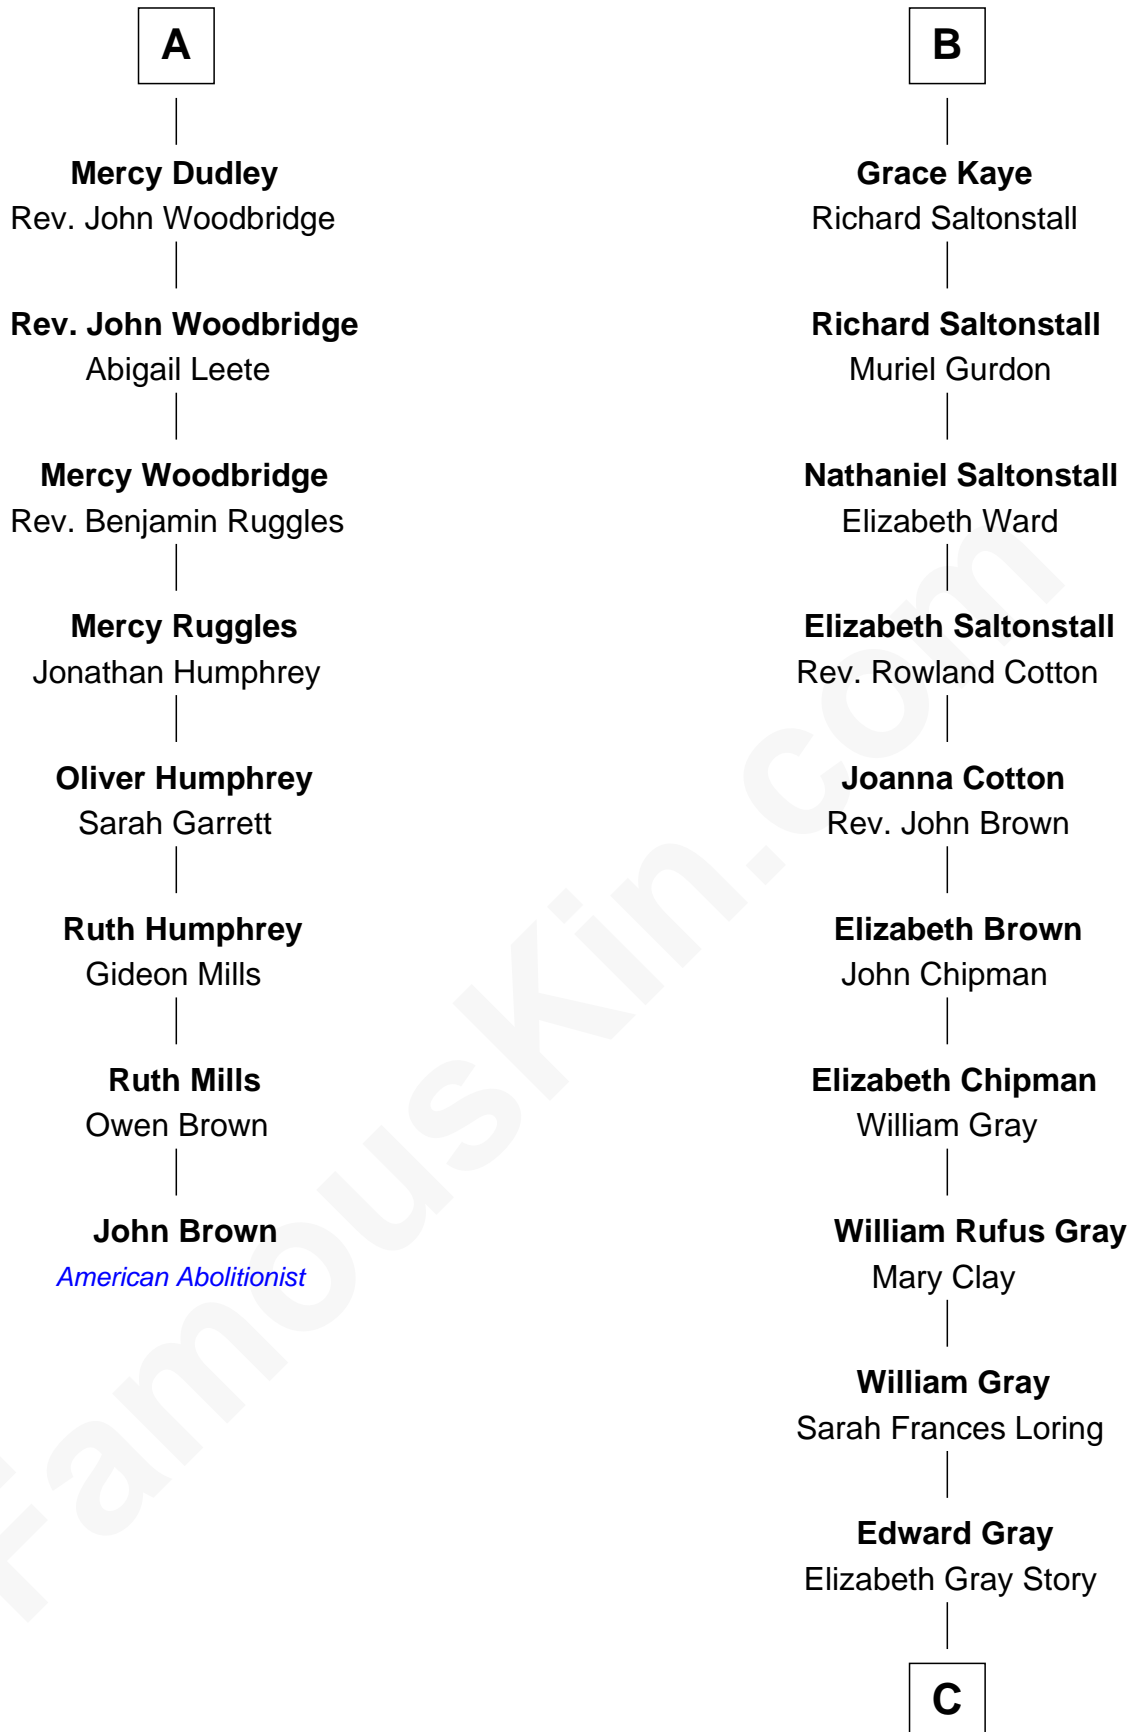 A
Mercy Dudley
Rev. John Woodbridge
Rev. John Woodbridge
Abigail Leete
Mercy Woodbridge
Rev. Benjamin Ruggles
Mercy Ruggles
Jonathan Humphrey
Oliver Humphrey
Sarah Garrett
Ruth Humphrey
Gideon Mills
Ruth Mills
Owen Brown
John Brown
American Abolitionist
B
Grace Kaye
Richard Saltonstall
Richard Saltonstall
Muriel Gurdon
Nathaniel Saltonstall
Elizabeth Ward
Elizabeth Saltonstall
Rev. Rowland Cotton
Joanna Cotton
Rev. John Brown
Elizabeth Brown
John Chipman
Elizabeth Chipman
William Gray
William Rufus Gray
Mary Clay
William Gray
Sarah Frances Loring
Edward Gray
Elizabeth Gray Story
C
FamousKin.com